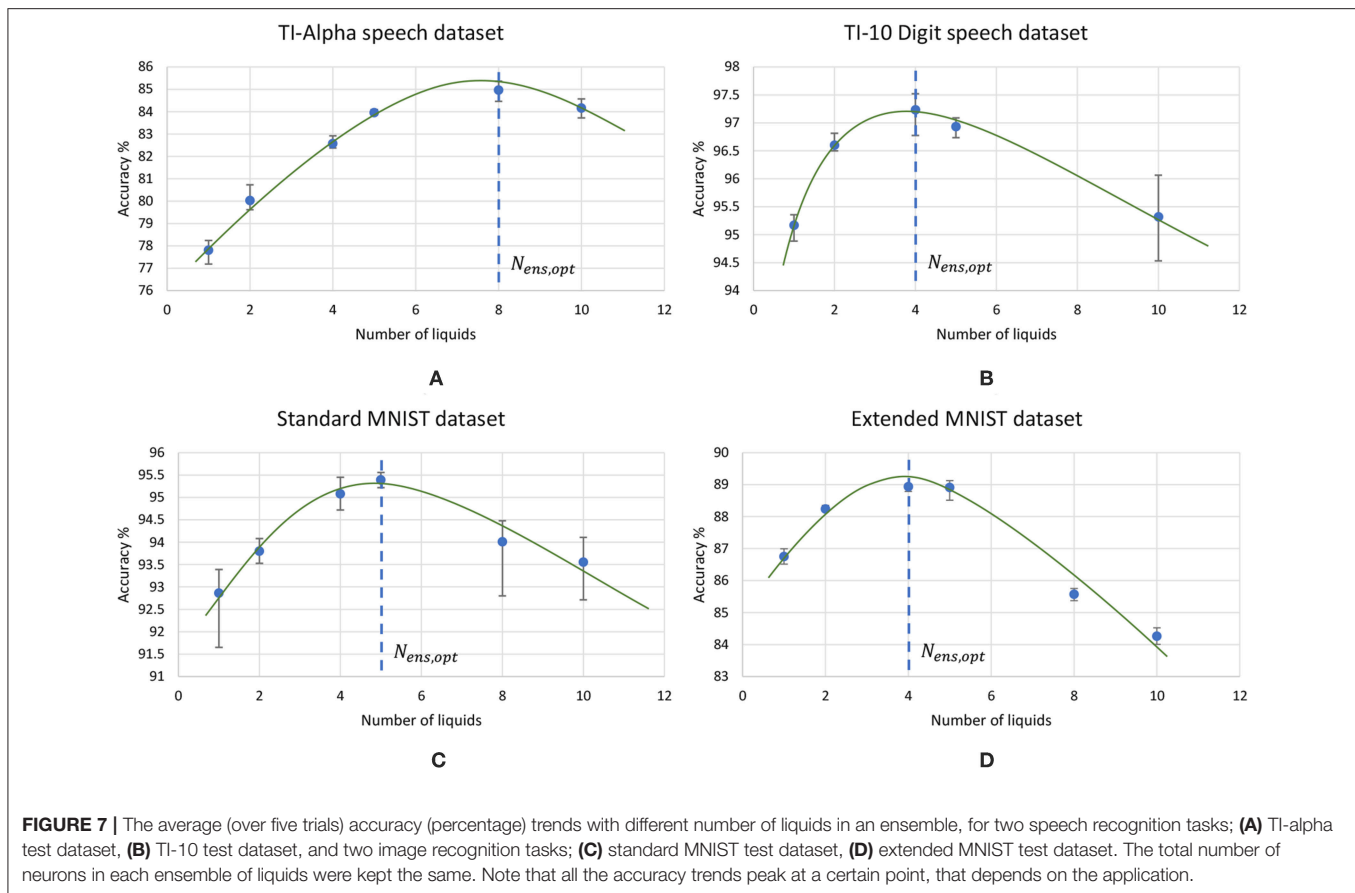 TI-Alpha speech dataset
86
85
84
83
82
81
80
79
78
77
76
Accuracy %
0 2 4 6 8 10 12
Number of liquids
N_{ens,opt}
A
TI-10 Digit speech dataset
98
97.5
97
96.5
96
95.5
95
94.5
94
Accuracy %
0 2 4 6 8 10 12
Number of liquids
N_{ens,opt}
B
Standard MNIST dataset
96
95.5
95
94.5
94
93.5
93
92.5
92
91.5
91
Accuracy %
0 2 4 6 8 10 12
Number of liquids
N_{ens,opt}
C
Extended MNIST dataset
90
89
88
87
86
85
84
83
Accuracy %
0 2 4 6 8 10 12
Number of liquids
N_{ens,opt}
D
FIGURE 7 | The average (over five trials) accuracy (percentage) trends with different number of liquids in an ensemble, for two speech recognition tasks; (A) TI-alpha
test dataset, (B) TI-10 test dataset, and two image recognition tasks; (C) standard MNIST test dataset, (D) extended MNIST test dataset. The total number of
neurons in each ensemble of liquids were kept the same. Note that all the accuracy trends peak at a certain point, that depends on the application.